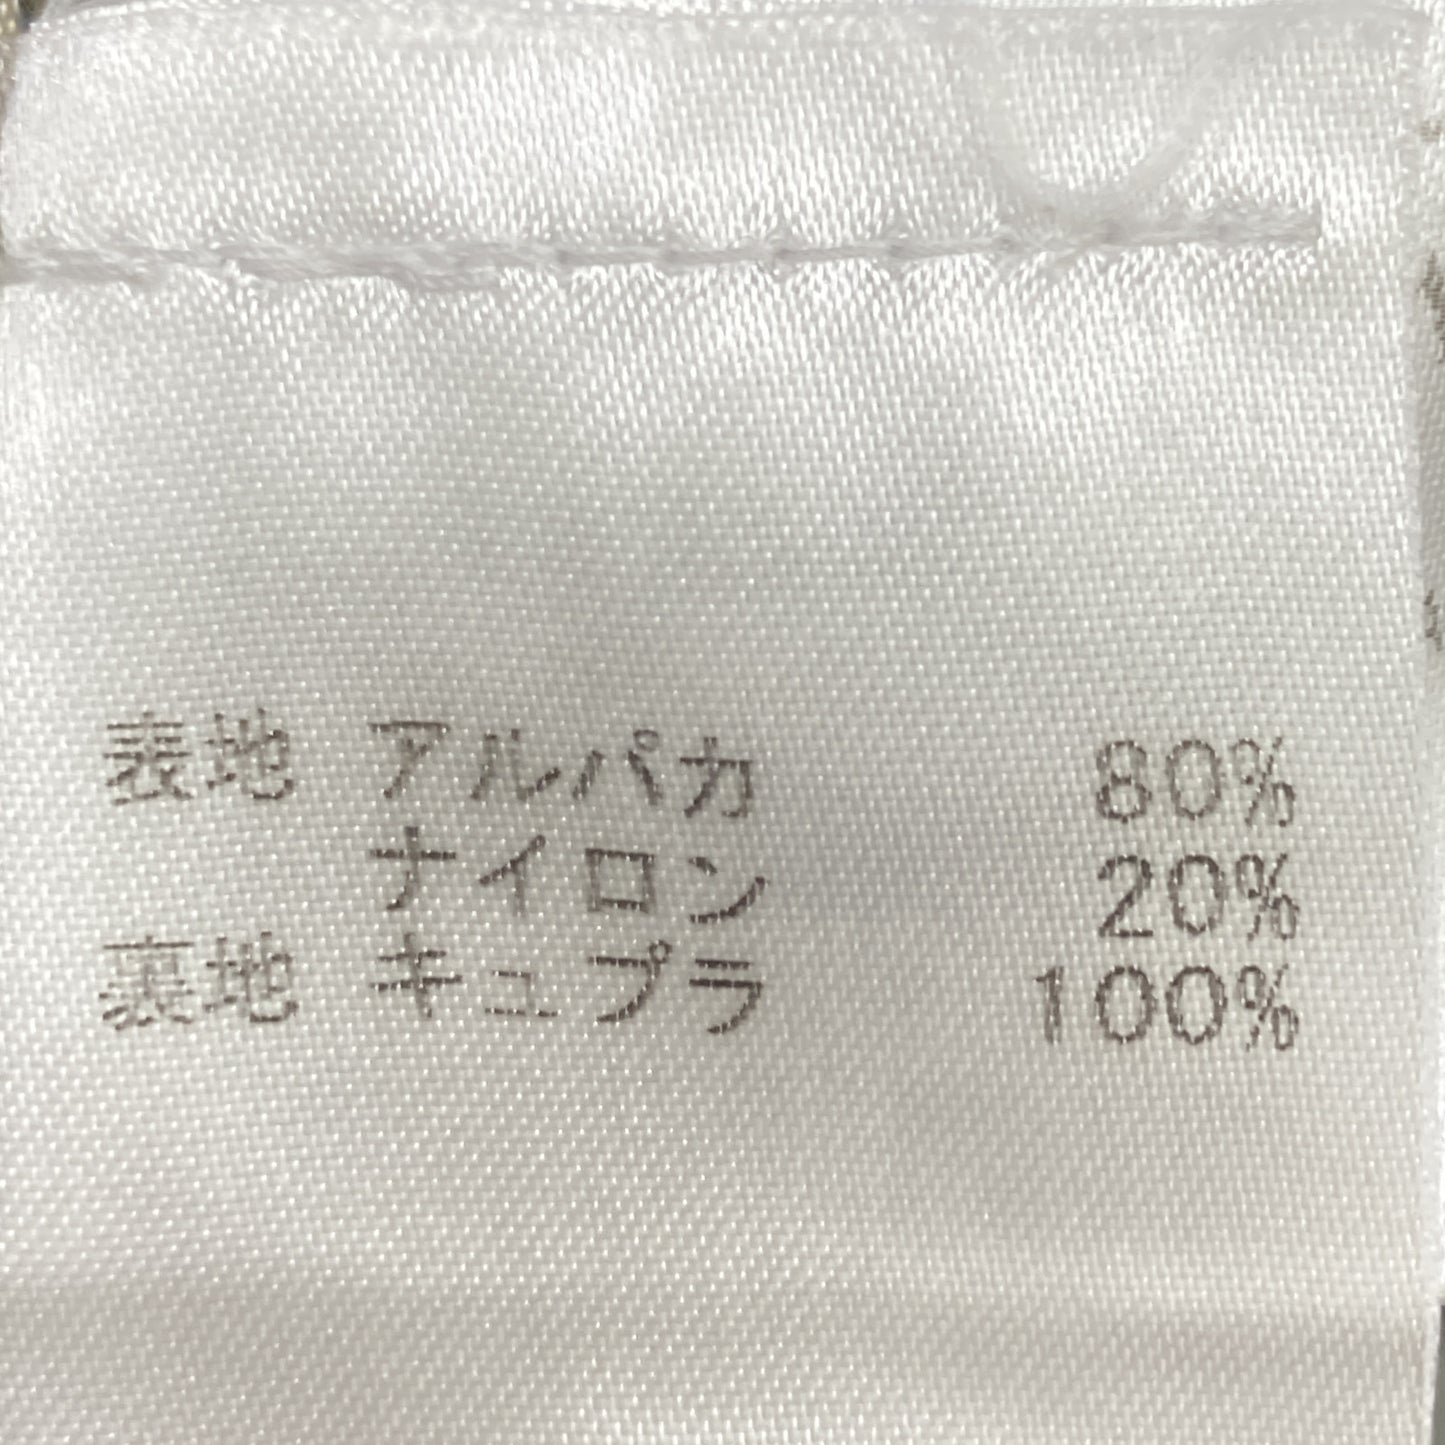 表地 アルパカ 80%
ナイロン 20%
裏地 キュプラ 100%